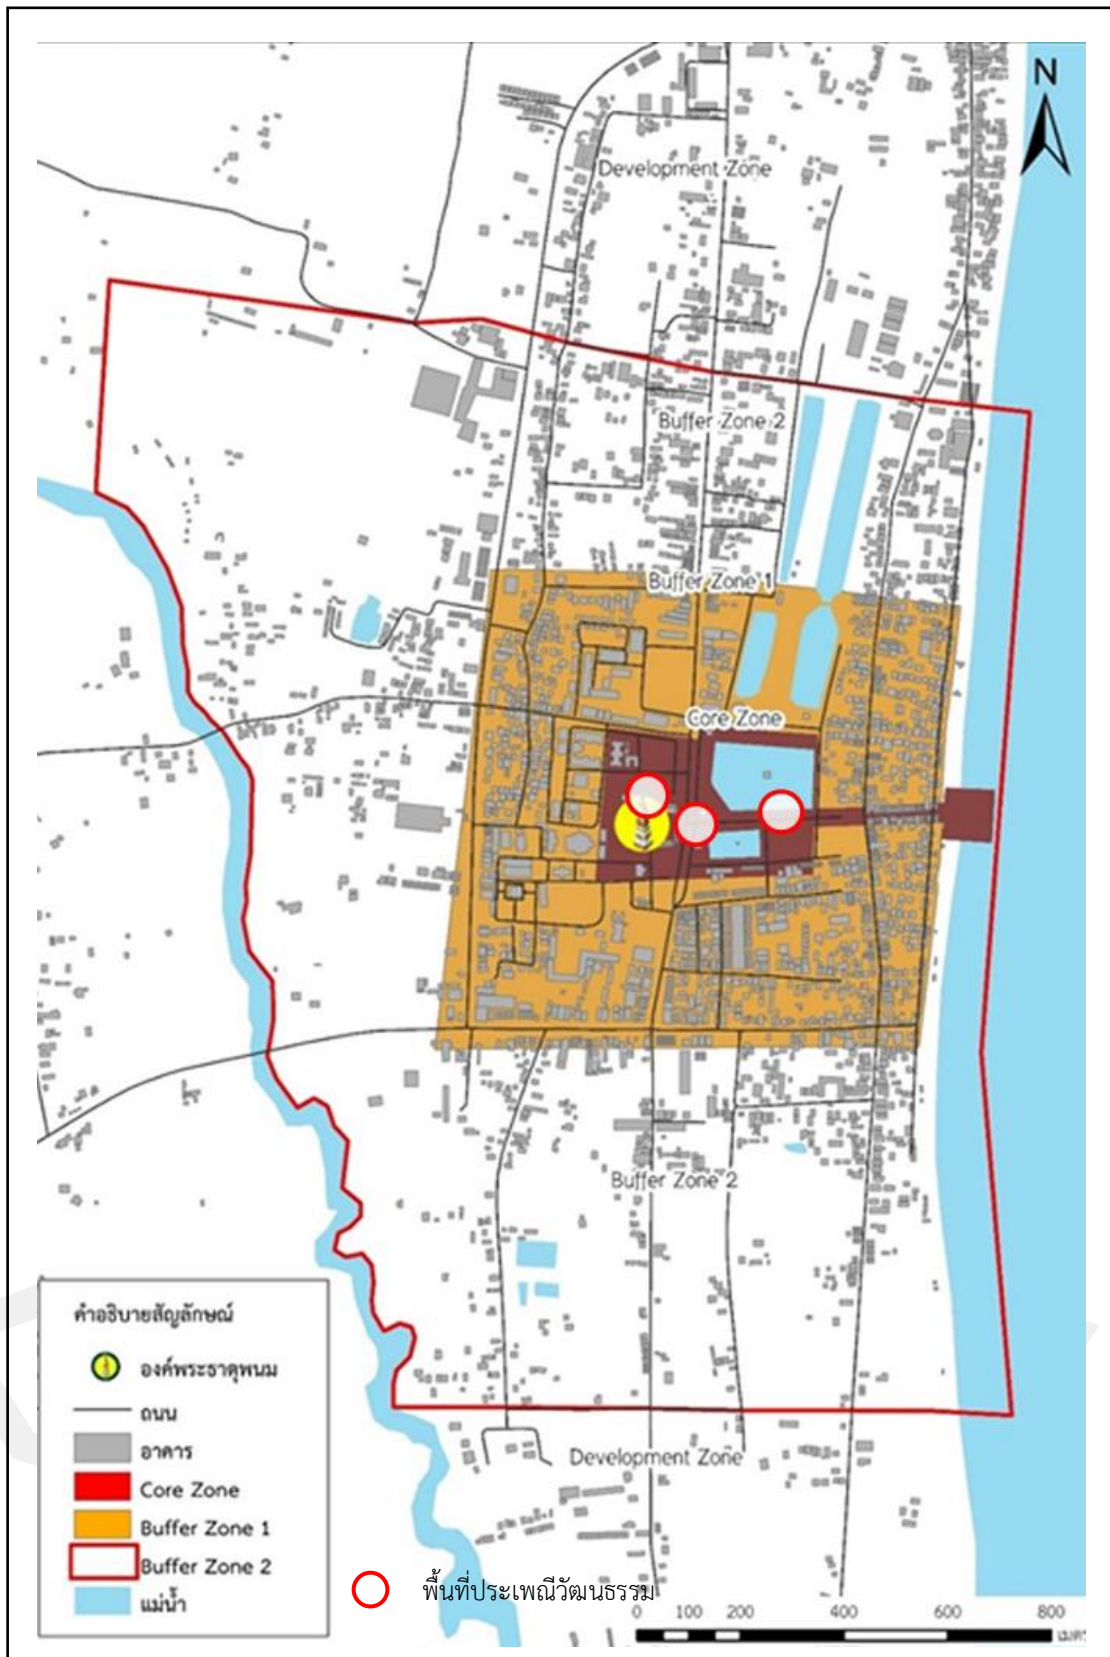 N
Development Zone
Buffer Zone 2
Buffer Zone 1
Core Zone
Buffer Zone 2
Development Zone
คำอธิบายสัญลักษณ์
องค์พระธาตุพนม
ถนน
อาคาร
Core Zone
Buffer Zone 1
Buffer Zone 2
แม่น้ำ
พื้นที่ประเพณีวัฒนธรรม
0 100 200 400 600 800
เมตร